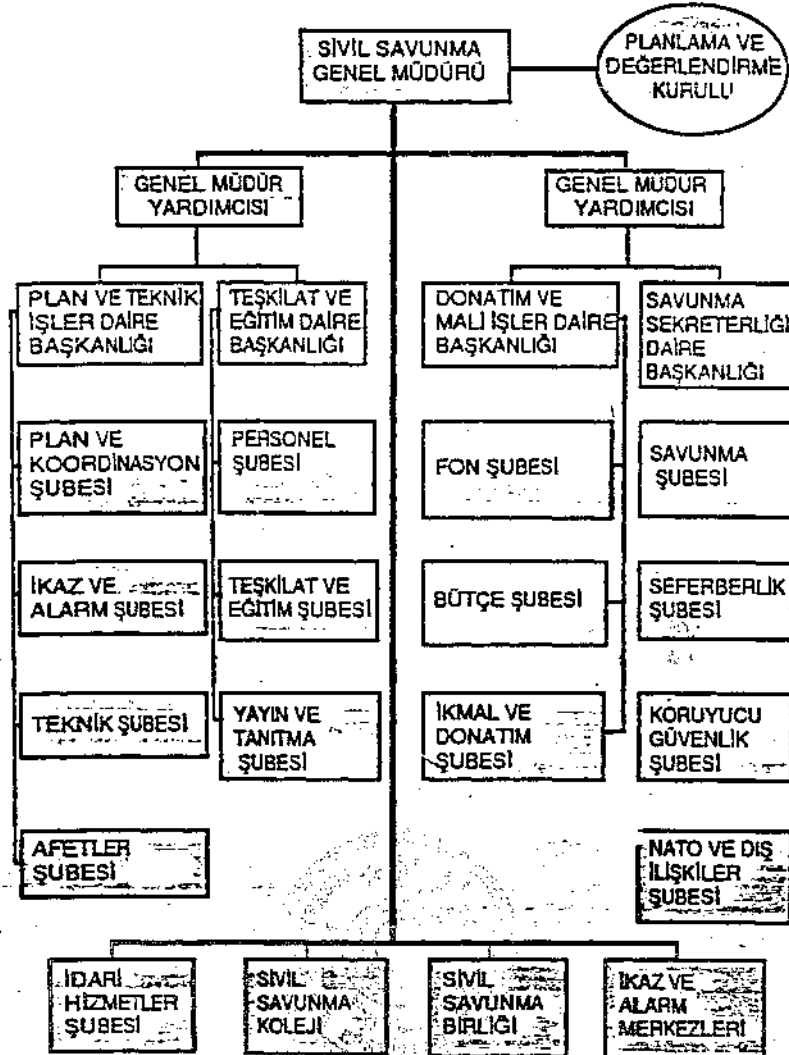 SİVİL SAVUNMA
GENEL MÜDÜRÜ
PLANLAMA VE
DEĞERLENDİRME
KURULU
GENEL MÜDÜR
YARDIMCISI
GENEL MÜDÜR
YARDIMCISI
PLAN VE TEKNİK
İŞLER DAİRE
BAŞKANLIĞI
TEŞKİLAT VE
EĞİTİM DAİRE
BAŞKANLIĞI
DONATIM VE
MALİ İŞLER DAİRE
BAŞKANLIĞI
SAVUNMA
SEKRETERLİĞİ
DAİRE
BAŞKANLIĞI
PLAN VE
KOORDİNASYON
ŞUBESİ
PERSONEL
ŞUBESİ
FON ŞUBESİ
SAVUNMA
ŞUBESİ
İKAZ VE
ALARM ŞUBESİ
TEŞKİLAT VE
EĞİTİM ŞUBESİ
BÜTÇE ŞUBESİ
SEFERBERLİK
ŞUBESİ
TEKNİK ŞUBESİ
YAYIN VE
TANITMA
ŞUBESİ
İKMAL VE
DONATIM
ŞUBESİ
KORUYUCU
GÜVENLİK
ŞUBESİ
AFETLER
ŞUBESİ
NATO VE DIŞ
İLİŞKİLER
ŞUBESİ
İDARİ
HİZMETLER
ŞUBESİ
SİVİL
SAVUNMA
KOLEJİ
SİVİL
SAVUNMA
BİRLİĞİ
İKAZ VE
ALARM
MERKEZLERİ